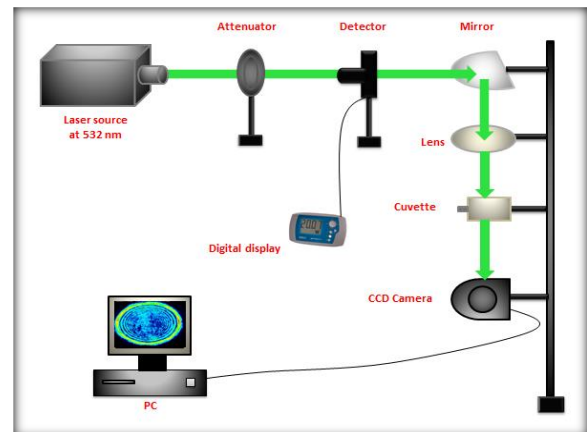 Attenuator
Detector
Mirror
Laser source
at 532 nm
Lens
Cuvette
Digital display
CCD Camera
PC